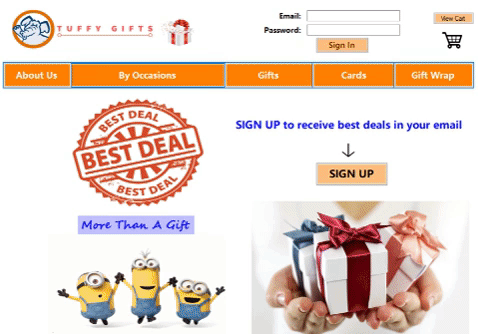 TUFFY GIFTS
Email:
Password:
Sign In
View Cart
About Us
By Occasions
Gifts
Cards
Gift Wrap
BEST DEAL
BEST DEAL
BEST DEAL
SIGN UP to receive best deals in your email
SIGN UP
More Than A Gift